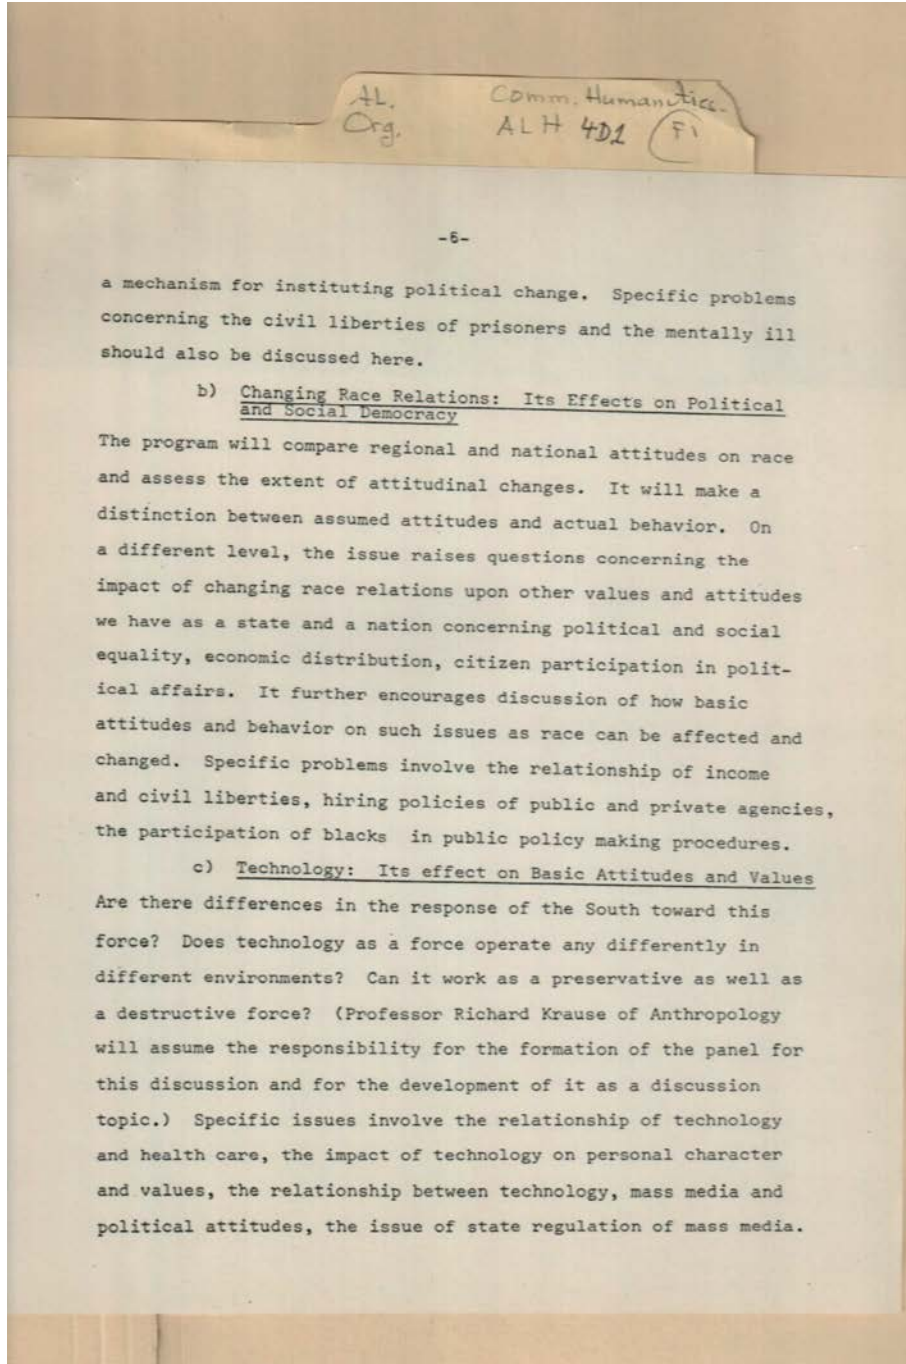 AL. Comm. Humanities.
Org. ALH 4D1 F1
-6-
a mechanism for instituting political change. Specific problems
concerning the civil liberties of prisoners and the mentally ill
should also be discussed here.
b) Changing Race Relations: Its Effects on Political
and Social Democracy
The program will compare regional and national attitudes on race
and assess the extent of attitudinal changes. It will make a
distinction between assumed attitudes and actual behavior. On
a different level, the issue raises questions concerning the
impact of changing race relations upon other values and attitudes
we have as a state and a nation concerning political and social
equality, economic distribution, citizen participation in polit-
ical affairs. It further encourages discussion of how basic
attitudes and behavior on such issues as race can be affected and
changed. Specific problems involve the relationship of income
and civil liberties, hiring policies of public and private agencies,
the participation of blacks in public policy making procedures.
c) Technology: Its effect on Basic Attitudes and Values
Are there differences in the response of the South toward this
force? Does technology as a force operate any differently in
different environments? Can it work as a preservative as well as
a destructive force? (Professor Richard Krause of Anthropology
will assume the responsibility for the formation of the panel for
this discussion and for the development of it as a discussion
topic.) Specific issues involve the relationship of technology
and health care, the impact of technology on personal character
and values, the relationship between technology, mass media and
political attitudes, the issue of state regulation of mass media.